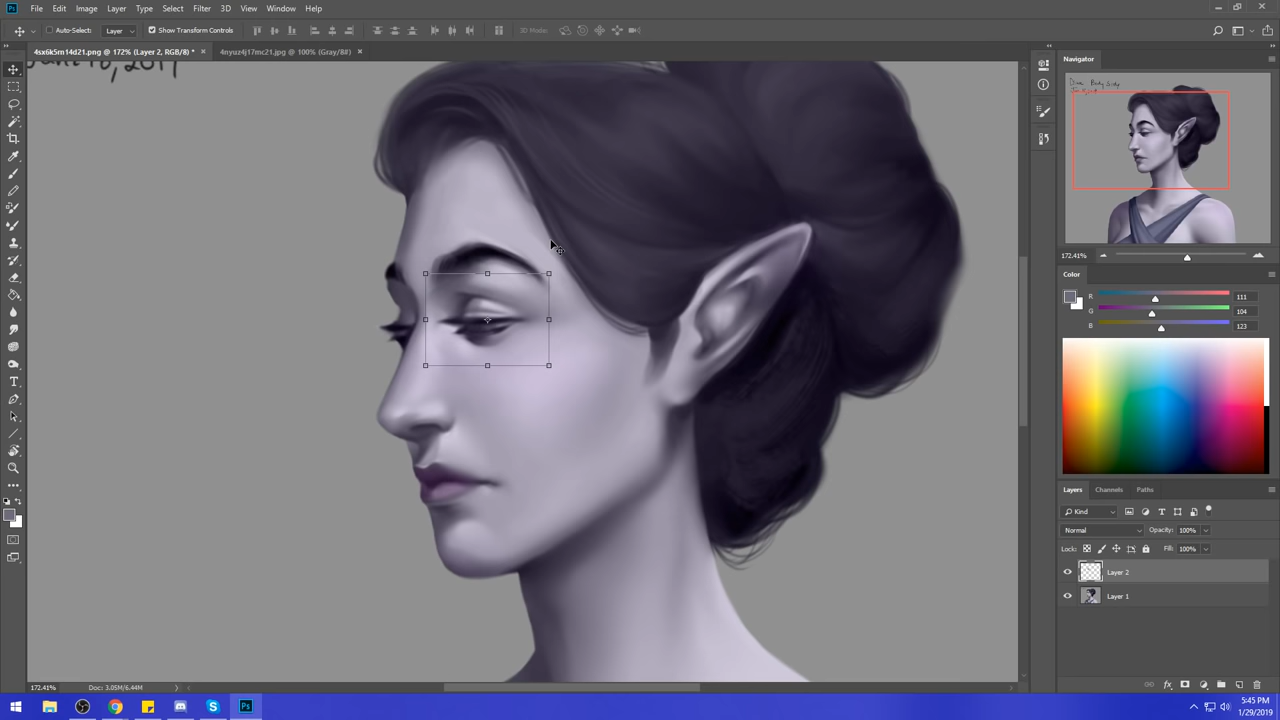 File Edit Image Layer Type Select Filter 3D View Window Help
Auto-Select: Layer Show Transform Controls 3D Mode:
4sx6k5rn14d21.png @ 172% (Layer 2, RGB/8) * × 4nyuz4j17mc21.jpg @ 100% (Gray/8#) ×
Navigator
172.41%
Color
R 111
G 104
B 123
Layers Channels Paths
Kind
Normal Opacity: 100%
Lock: Fill: 100%
Layer 2
Layer 1
172.41% Doc: 3.05M/6.44M
5:45 PM
1/29/2019